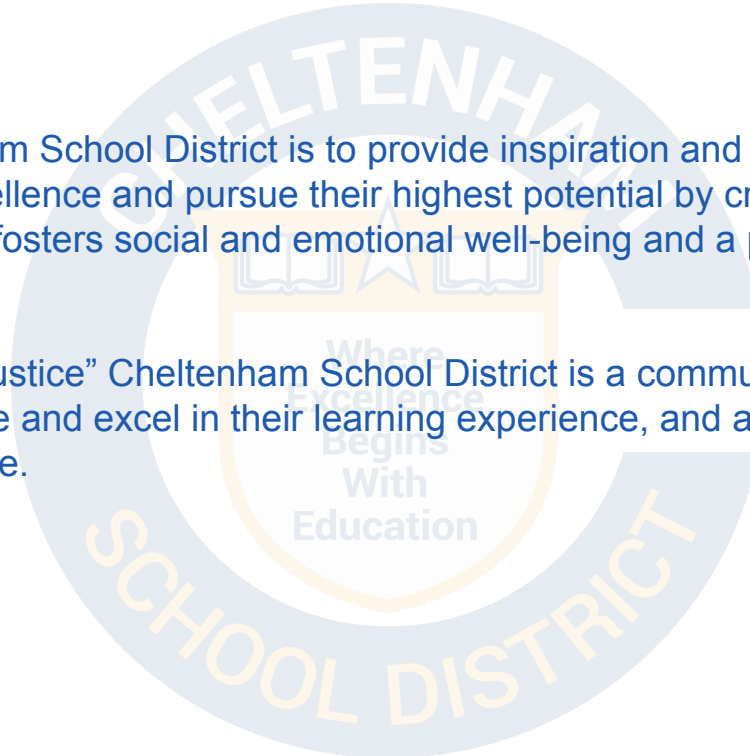 CHELTENHAM
m School District is to provide inspiration and
ellence and pursue their highest potential by cr
fosters social and emotional well-being and a p
ustice” Cheltenham School District is a commu
e and excel in their learning experience, and a
e.
Where
Excellence
Begins
With
Education
SCHOOL DISTRICT